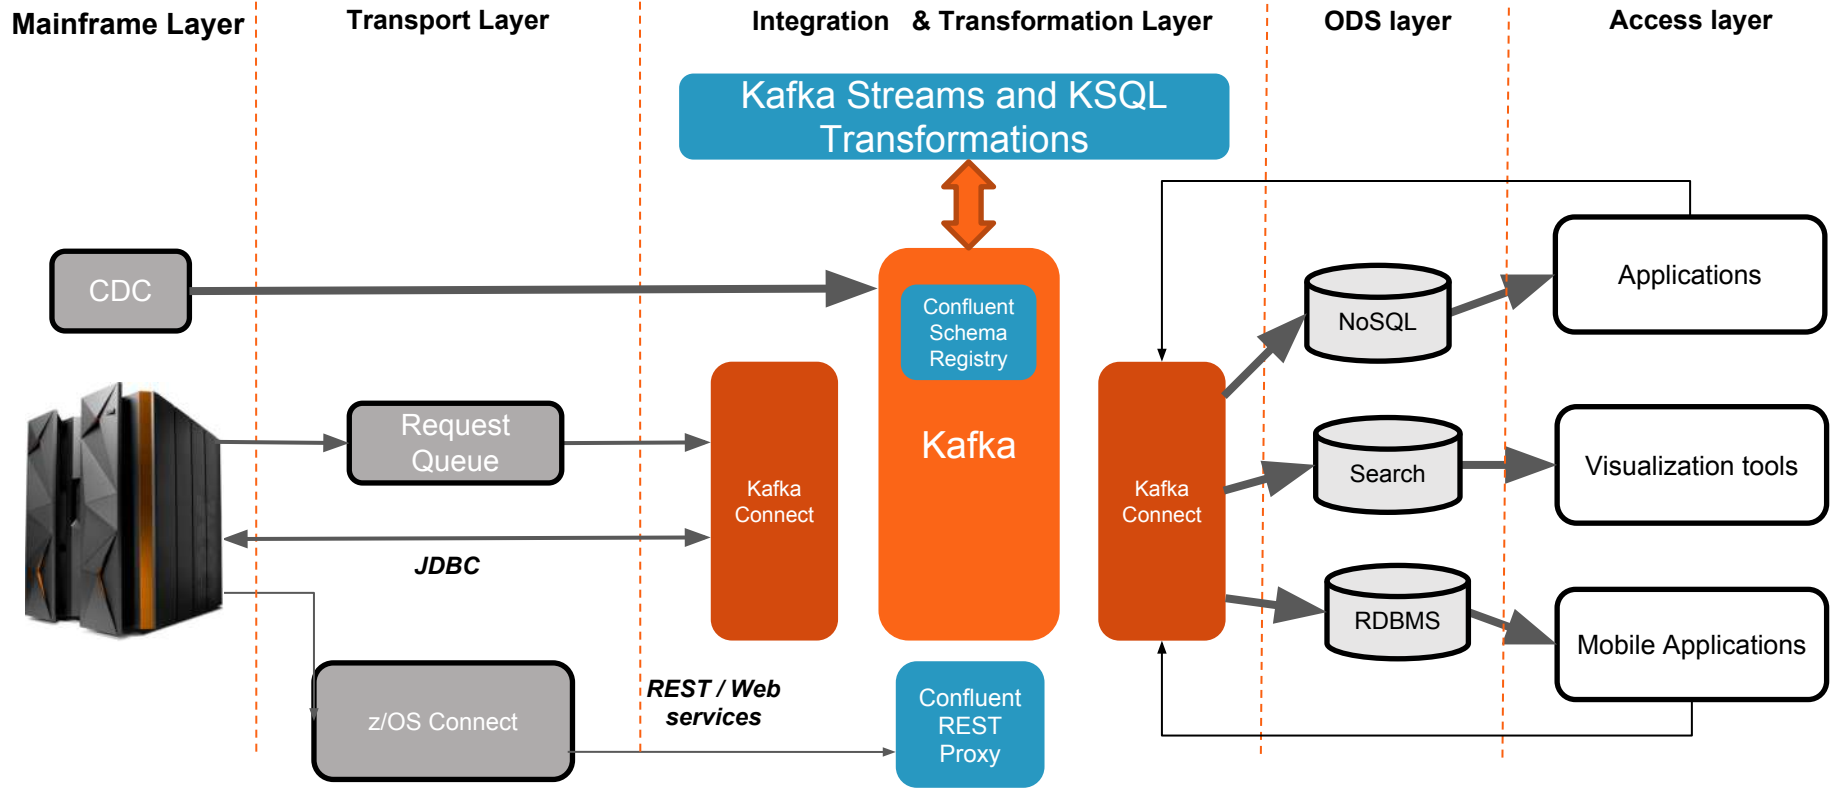 Mainframe Layer
Transport Layer
Integration & Transformation Layer
ODS layer
Access layer
Kafka Streams and KSQL
Transformations
CDC
Confluent
Schema
Registry
Kafka
Request
Queue
Kafka
Connect
JDBC
z/OS Connect
REST / Web
services
Confluent
REST
Proxy
Kafka
Connect
NoSQL
Search
RDBMS
Applications
Visualization tools
Mobile Applications